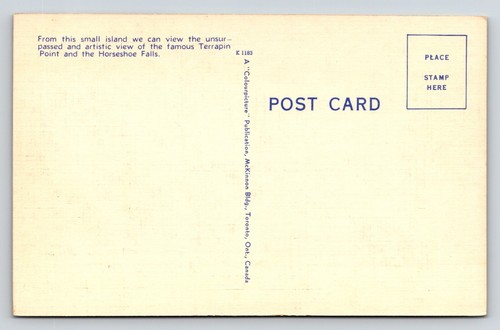 From this small island we can view the unsur-
passed and artistic view of the famous Terrapin
Point and the Horseshoe Falls.
K 1183
A "Colourpicture" Publication, McKinnon Bldg., Toronto, Ont., Canada
POST CARD
PLACE
STAMP
HERE